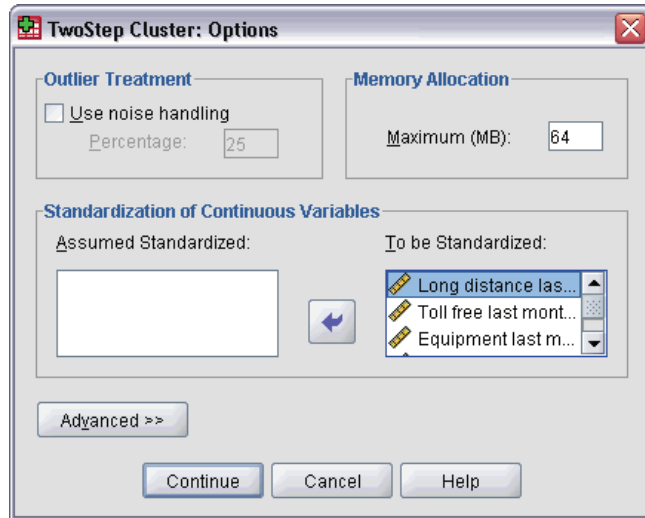 TwoStep Cluster: Options
Outlier Treatment
Use noise handling
Percentage: 25
Memory Allocation
Maximum (MB): 64
Standardization of Continuous Variables
Assumed Standardized:
To be Standardized:
Long distance las...
Toll free last mont...
Equipment last m...
Advanced >>
Continue Cancel Help